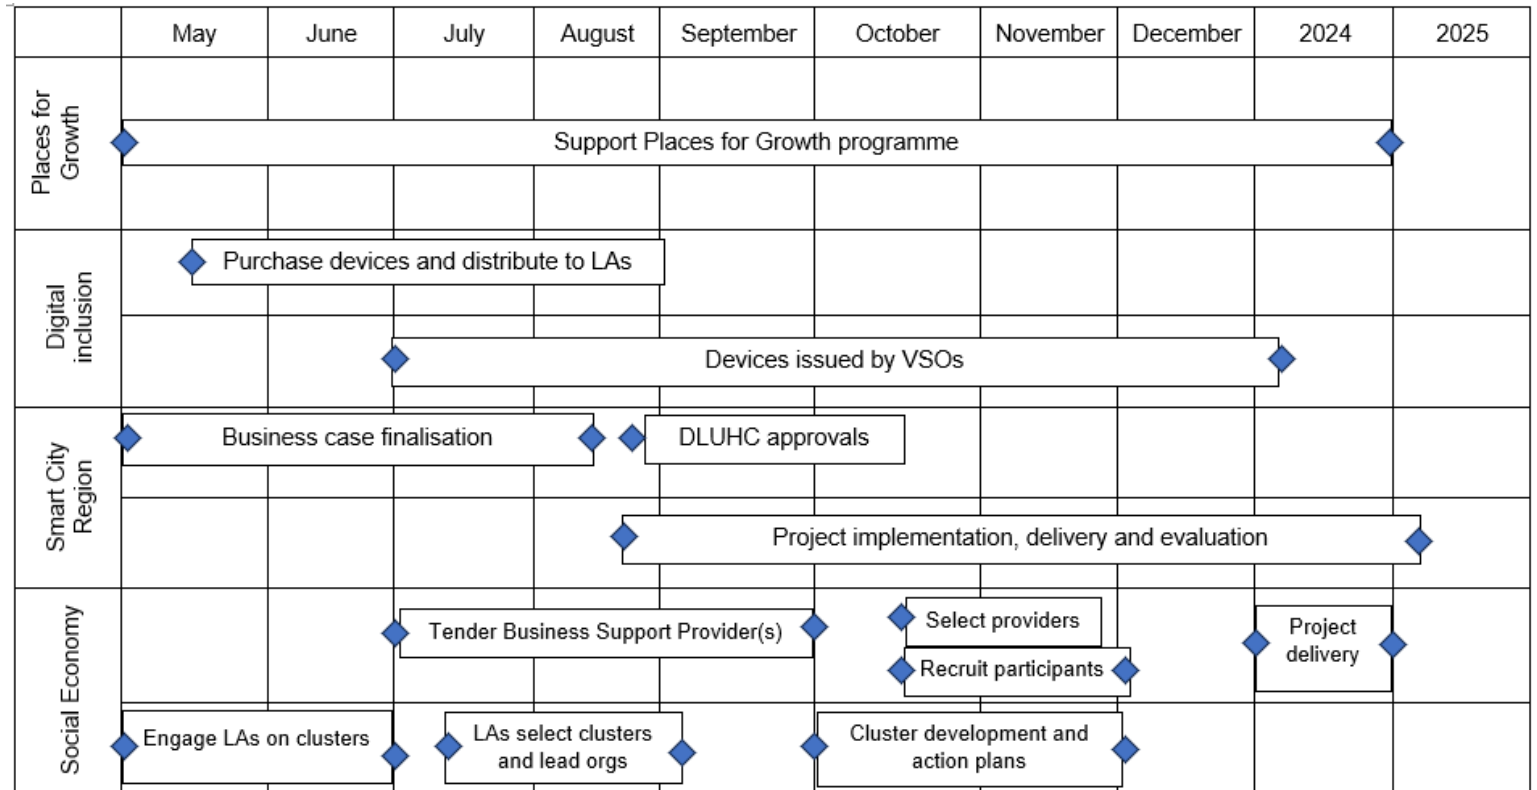 May June July August September October November December 2024 2025
Places for
Growth
Support Places for Growth programme
Digital
inclusion
Purchase devices and distribute to LAs
Devices issued by VSOs
Smart City
Region
Business case finalisation
DLUHC approvals
Project implementation, delivery and evaluation
Social Economy
Tender Business Support Provider(s)
Select providers
Recruit participants
Project
delivery
Engage LAs on clusters
LAs select clusters
and lead orgs
Cluster development and
action plans